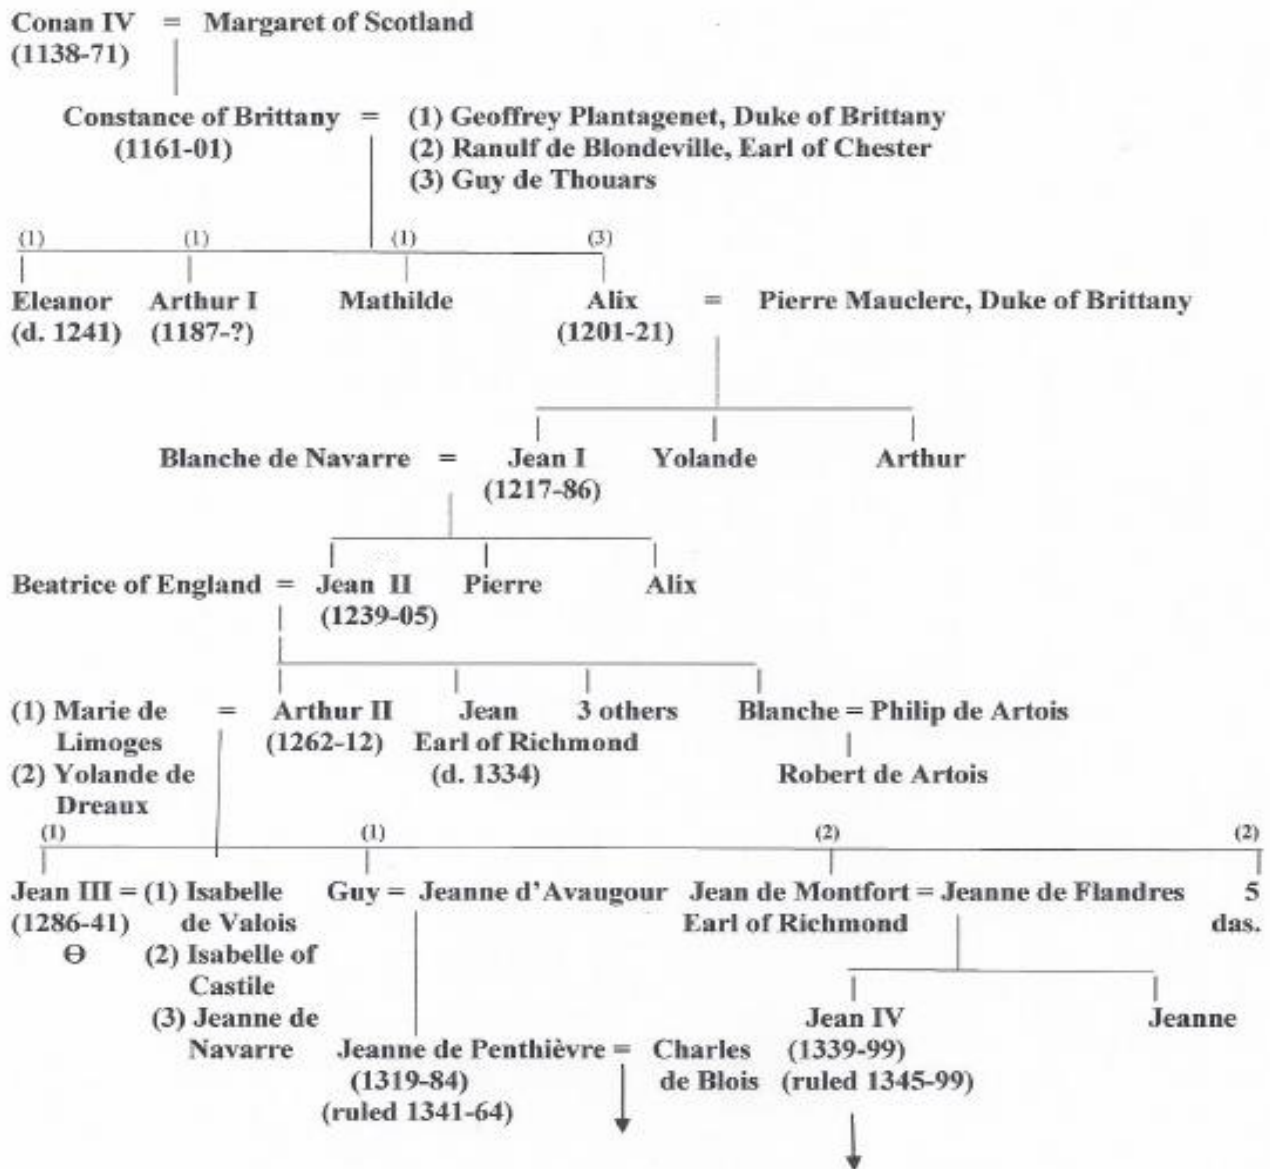 Conan IV = Margaret of Scotland
(1138-71)
Constance of Brittany = (1) Geoffrey Plantagenet, Duke of Brittany
(1161-01) (2) Ranulf de Blondeville, Earl of Chester
(3) Guy de Thouars
(1) (1) (1) (3)
Eleanor Arthur I Mathilde Alix = Pierre Mauclerc, Duke of Brittany
(d. 1241) (1187-?) (1201-21)
Blanche de Navarre = Jean I Yolande Arthur
(1217-86)
Beatrice of England = Jean II Pierre Alix
(1239-05)
(1) Marie de = Arthur II Jean 3 others Blanche = Philip de Artois
Limoges (1262-12) Earl of Richmond
(2) Yolande de (d. 1334) Robert de Artois
Dreaux
(1) (1) (2) (2)
Jean III = (1) Isabelle Guy = Jeanne d'Avaugour Jean de Montfort = Jeanne de Flandres 5
(1286-41) de Valois Earl of Richmond das.
Ө (2) Isabelle of
Castile
(3) Jeanne de Jean IV Jeanne
Navarre Jeanne de Penthièvre = Charles (1339-99)
(1319-84) de Blois (ruled 1345-99)
(ruled 1341-64)